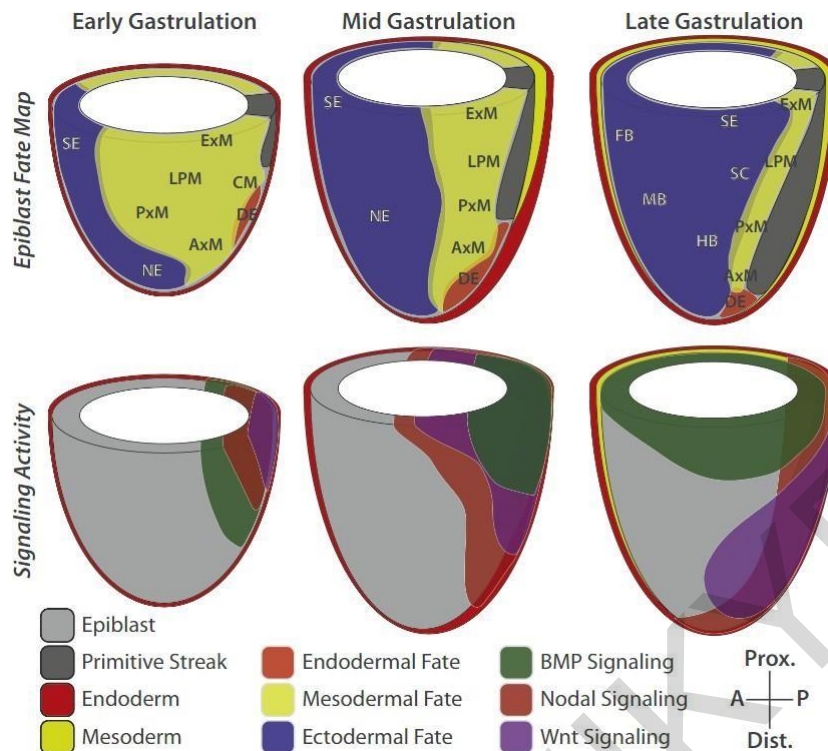 Early Gastrulation Mid Gastrulation Late Gastrulation
Epiblast Fate Map
SE
ExM
LPM
CM
PxM
DE
AxM
NE
SE
ExM
LPM
NE
PxM
AxM
DE
ExM
SE
FB
LPM
SC
MB
PxM
HB
AxM
DE
Signaling Activity
Epiblast
Primitive Streak
Endoderm
Mesoderm
Endodermal Fate
Mesodermal Fate
Ectodermal Fate
BMP Signaling
Nodal Signaling
Wnt Signaling
Prox.
A P
Dist.